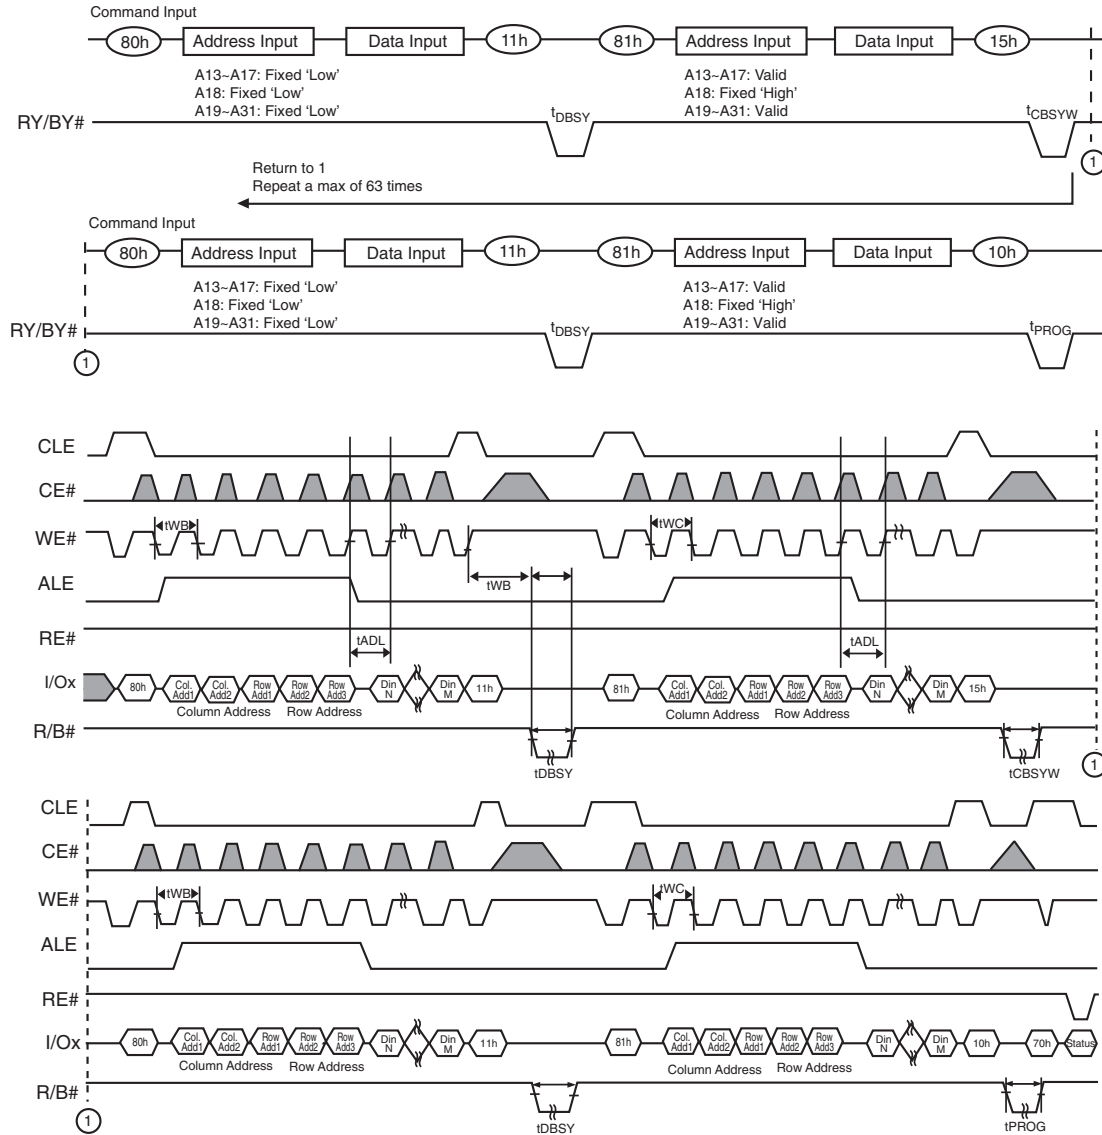 Command Input
80h Address Input Data Input 11h 81h Address Input Data Input 15h
A13~A17: Fixed 'Low' A13~A17: Valid
A18: Fixed 'Low' A18: Fixed 'High'
A19~A31: Fixed 'Low' A19~A31: Valid
RY/BY# tDBSY tCBSYW
1
Return to 1
Repeat a max of 63 times
Command Input
80h Address Input Data Input 11h 81h Address Input Data Input 10h
A13~A17: Fixed 'Low' A13~A17: Valid
A18: Fixed 'Low' A18: Fixed 'High'
A19~A31: Fixed 'Low' A19~A31: Valid
RY/BY# tDBSY tPROG
1
CLE
CE#
WE# tWB tWC
ALE tWB
RE# tADL tADL
I/Ox 80h Col. Add1 Col. Add2 Row Add1 Row Add2 Row Add3 Din N Din M 11h 81h Col. Add1 Col. Add2 Row Add1 Row Add2 Row Add3 Din N Din M 15h
Column Address Row Address Column Address Row Address
R/B# tDBSY tCBSYW 1
CLE
CE#
WE# tWB tWC
ALE
RE#
I/Ox 80h Col. Add1 Col. Add2 Row Add1 Row Add2 Row Add3 Din N Din M 11h 81h Col. Add1 Col. Add2 Row Add1 Row Add2 Row Add3 Din N Din M 10h 70h Status
Column Address Row Address Column Address Row Address
R/B# tDBSY tPROG
1